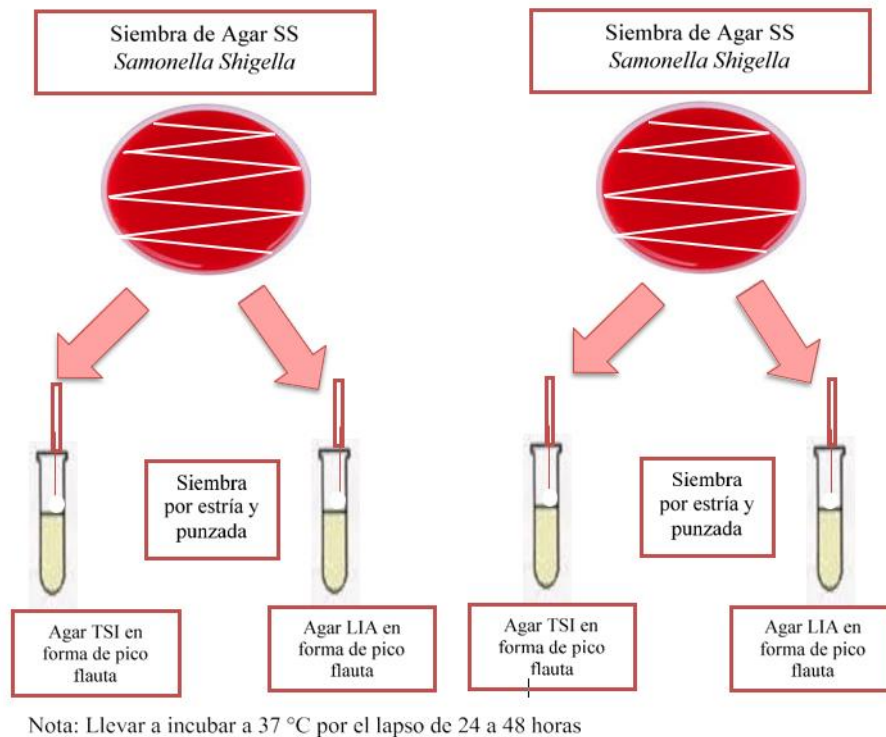 Siembra de Agar SS
Samonella Shigella
Siembra de Agar SS
Samonella Shigella
Siembra
por estría y
punzada
Siembra
por estría y
punzada
Agar TSI en
forma de pico
flauta
Agar LIA en
forma de pico
flauta
Agar TSI en
forma de pico
flauta
Agar LIA en
forma de pico
flauta
Nota: Llevar a incubar a 37 °C por el lapso de 24 a 48 horas